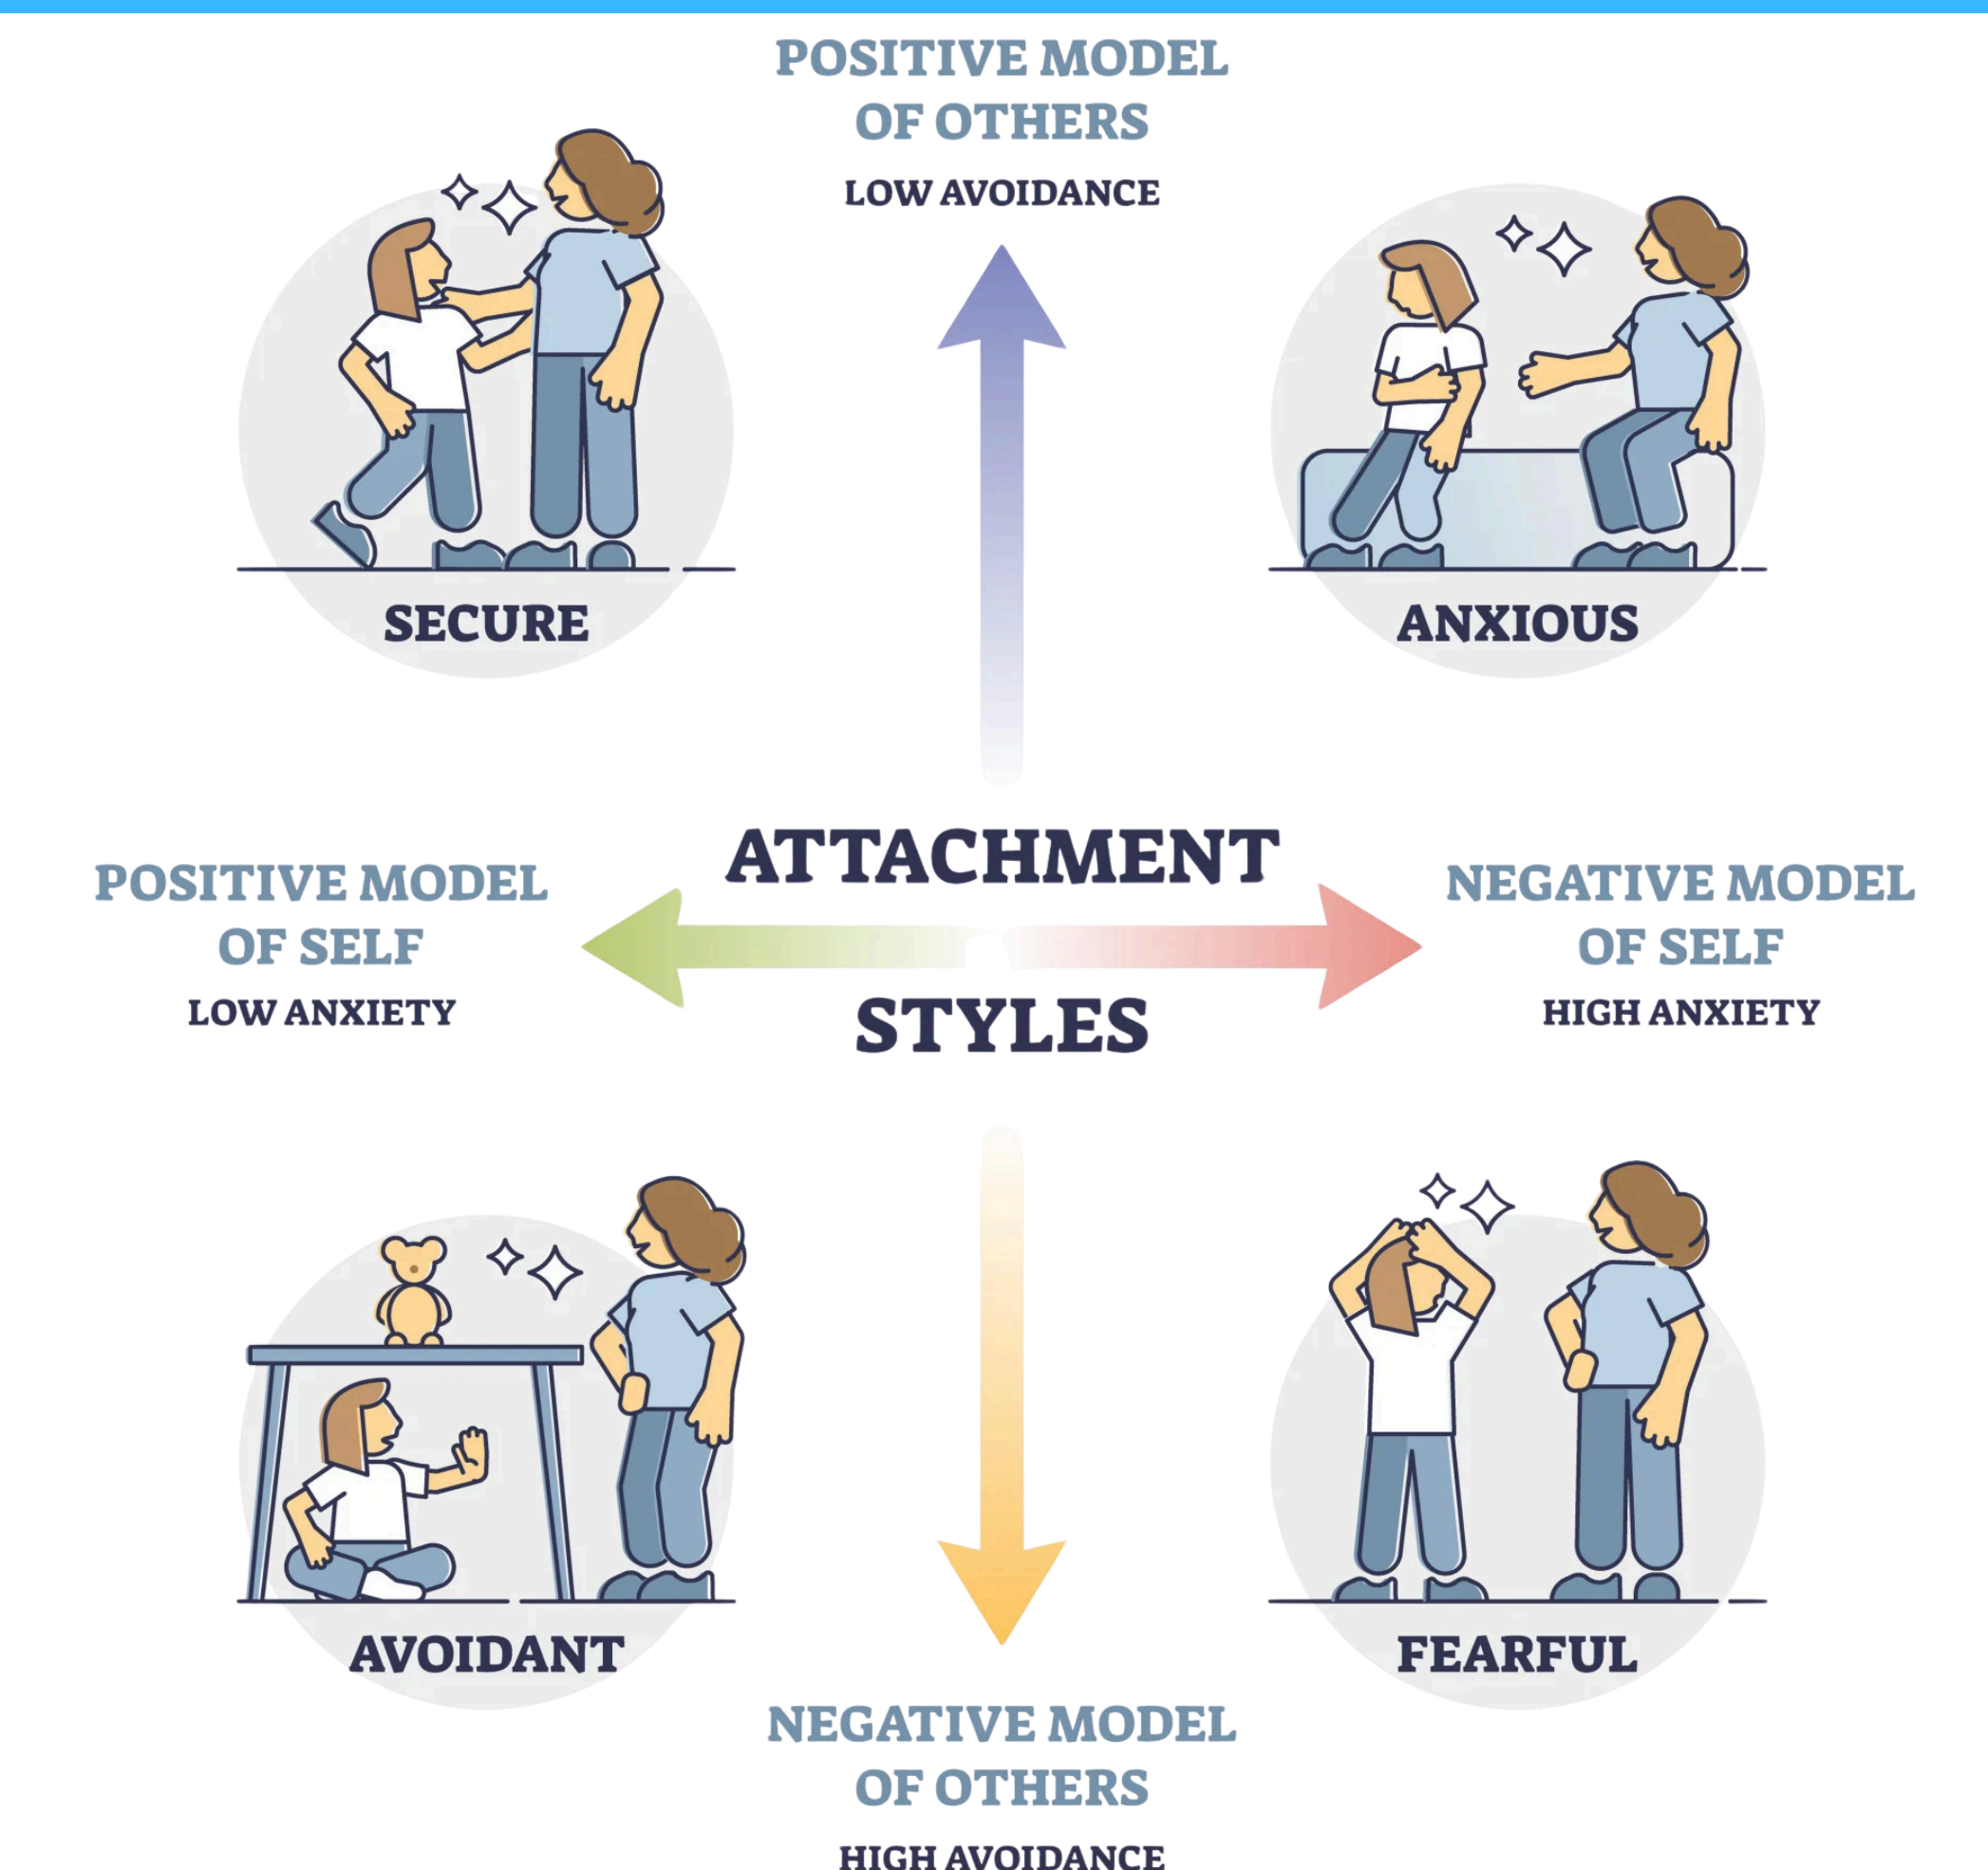 POSITIVE MODEL
OF OTHERS
LOW AVOIDANCE
SECURE
ANXIOUS
ATTACHMENT
STYLES
POSITIVE MODEL
OF SELF
LOW ANXIETY
NEGATIVE MODEL
OF SELF
HIGH ANXIETY
AVOIDANT
FEARFUL
NEGATIVE MODEL
OF OTHERS
HIGH AVOIDANCE